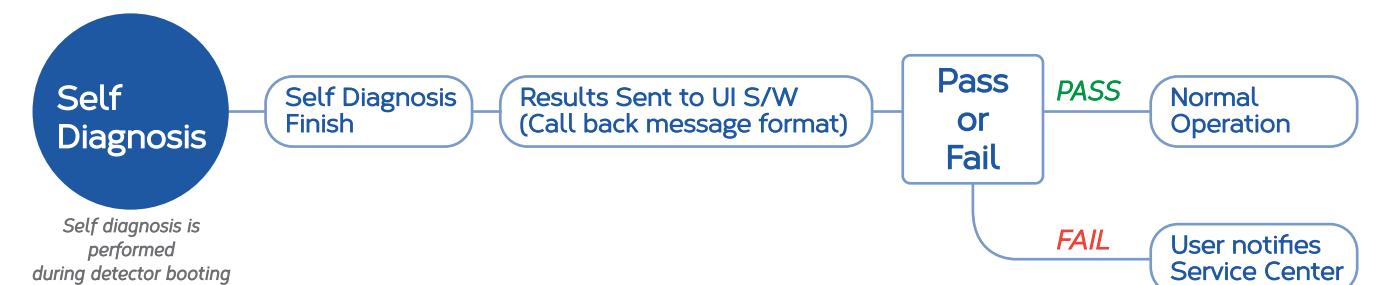 Self
Diagnosis
Self diagnosis is
performed
during detector booting
Self Diagnosis
Finish
Results Sent to UI S/W
(Call back message format)
Pass
or
Fail
PASS
Normal
Operation
FAIL
User notifies
Service Center